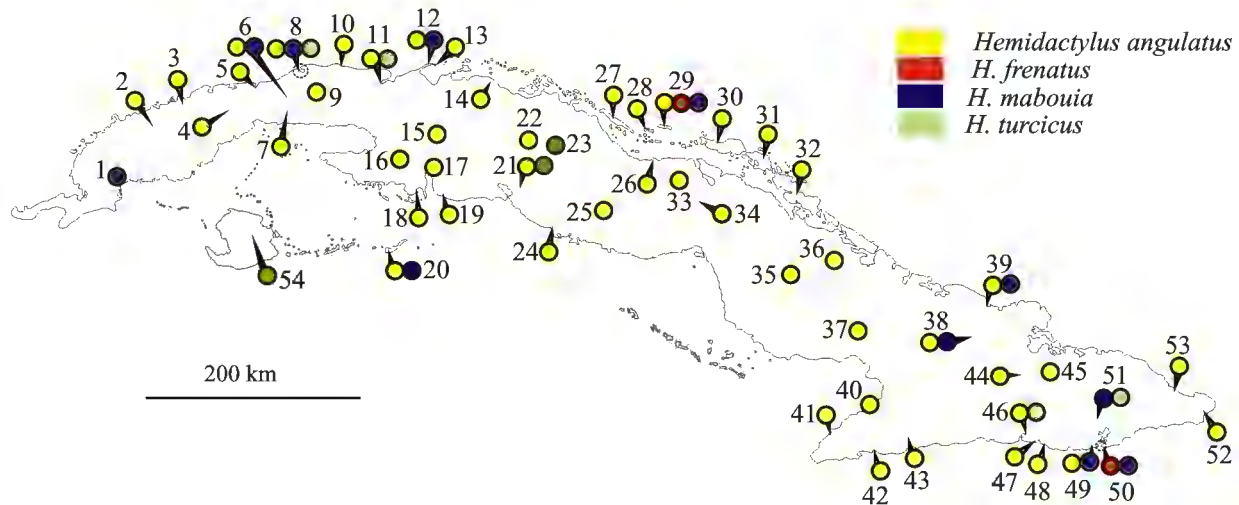 6 8 10 11 12 13
2 3 5
Hemidactylus angulatus
H. frenatus
H. mabouia
H. turcicus
4 9 14 27 28 29 30 31
7 15 22 23 32
1 16 17 21 26 33
18 19 25 34
54 20 24 35 36 39
200 km
37 38 53
44 45 51
41 40 46
52
42 43 47 48 49 50